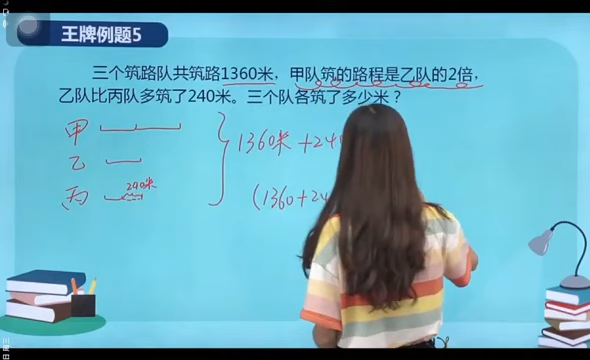 王牌例题5
三个筑路队共筑路1360米，甲队筑的路程是乙队的2倍，
乙队比丙队多筑了240米。三个队各筑了多少米？
甲
乙
丙 240米
1360米+24
(1360+24